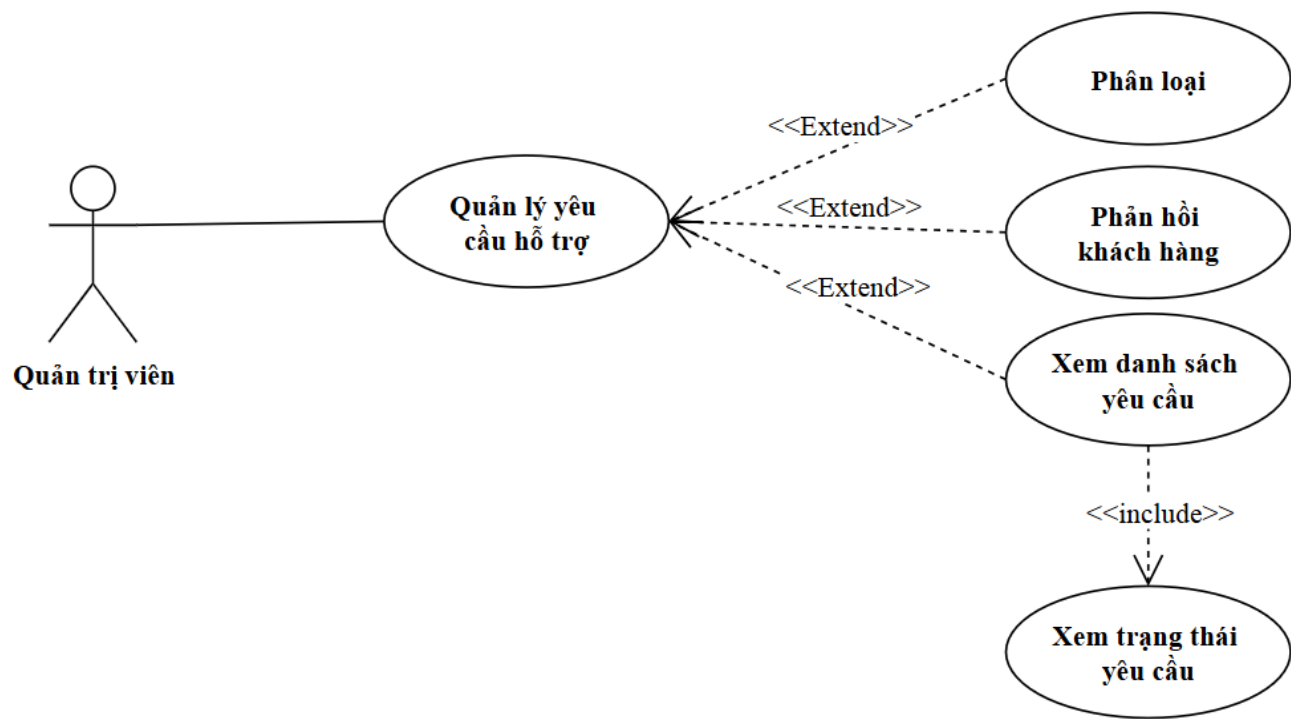 Phân loại
<<Extend>>
Quản lý yêu
cầu hỗ trợ
<<Extend>>
Phản hồi
khách hàng
<<Extend>>
Quản trị viên
Xem danh sách
yêu cầu
<<include>>
Xem trạng thái
yêu cầu